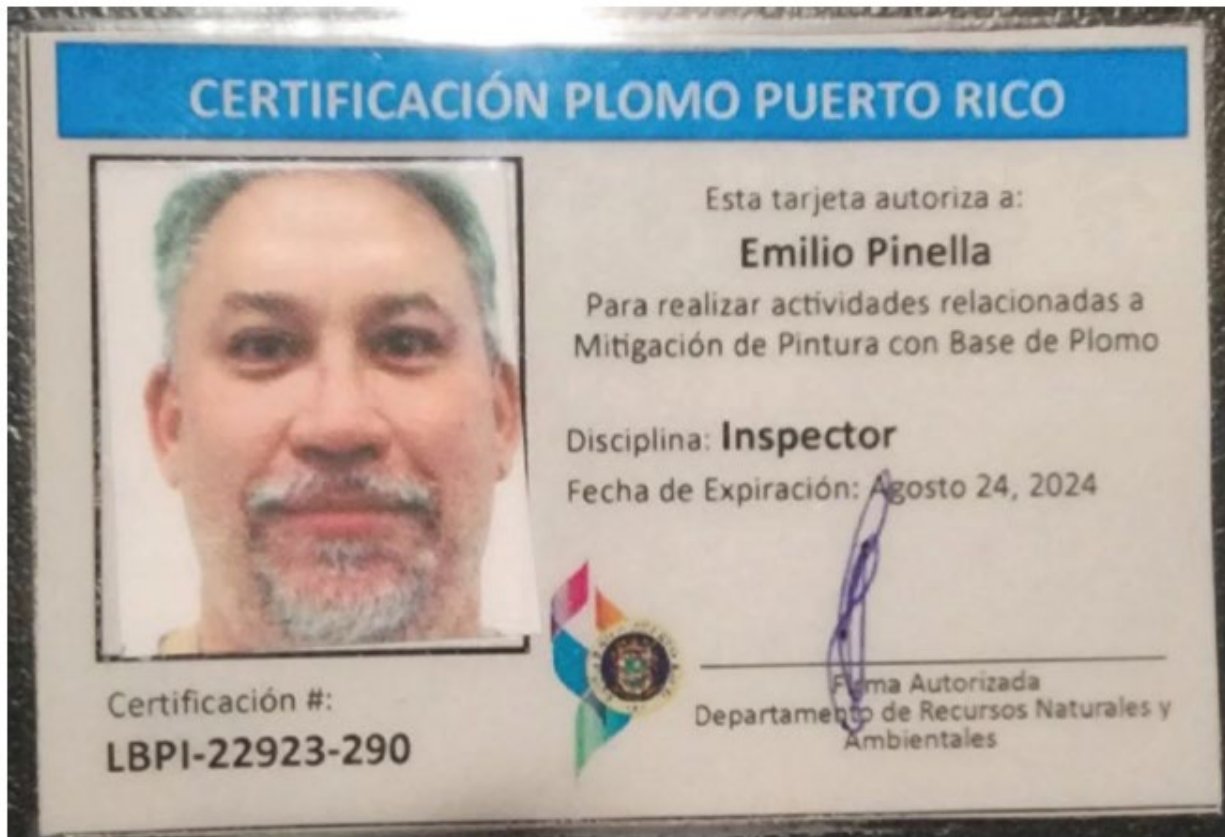 CERTIFICACIÓN PLOMO PUERTO RICO
Esta tarjeta autoriza a:
Emilio Pinella
Para realizar actividades relacionadas a
Mitigación de Pintura con Base de Plomo
Disciplina: Inspector
Fecha de Expiración: Agosto 24, 2024
Firma Autorizada
Departamento de Recursos Naturales y
Ambientales
Certificación #:
LBPI-22923-290